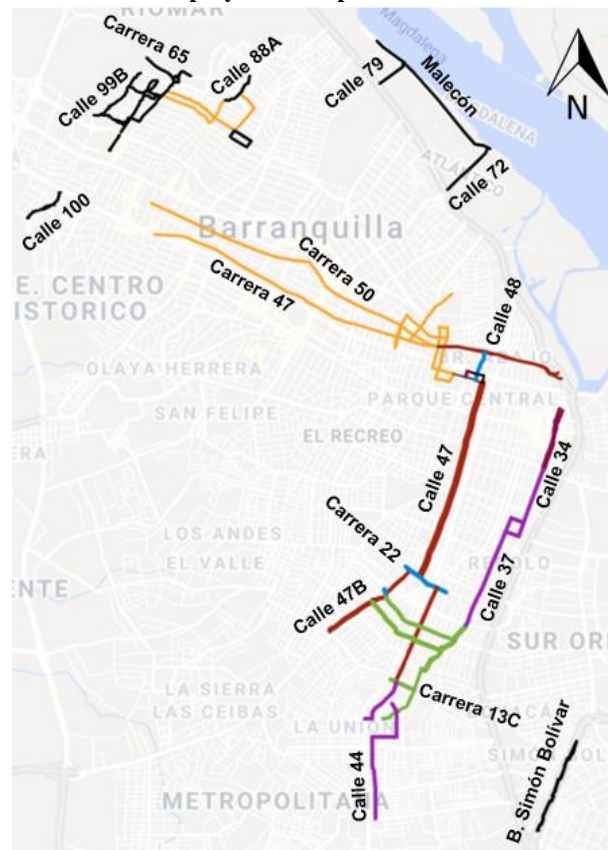 RIOMAR
Carrera 65
Calle 88A
Calle 99B
Calle 79
Magdalena
Malecón
MAGDALENA
ATLÁNTICO
N
Calle 72
Calle 100
Barranquilla
Carrera 50
Carrera 47
Calle 48
E. CENTRO
HISTORICO
OLAYA HERRERA
PARQUE CENTRAL
SAN FELIPE
EL RECREO
Calle 47
Calle 34
LOS ANDES
EL VALLE
Carrera 22
Calle 37
Calle 47B
SUR ORI
LA SIERRA
LAS CEIBAS
Carrera 13C
LA UNIÓN
Calle 44
METROPOLITANA
B. Simón Bolívar